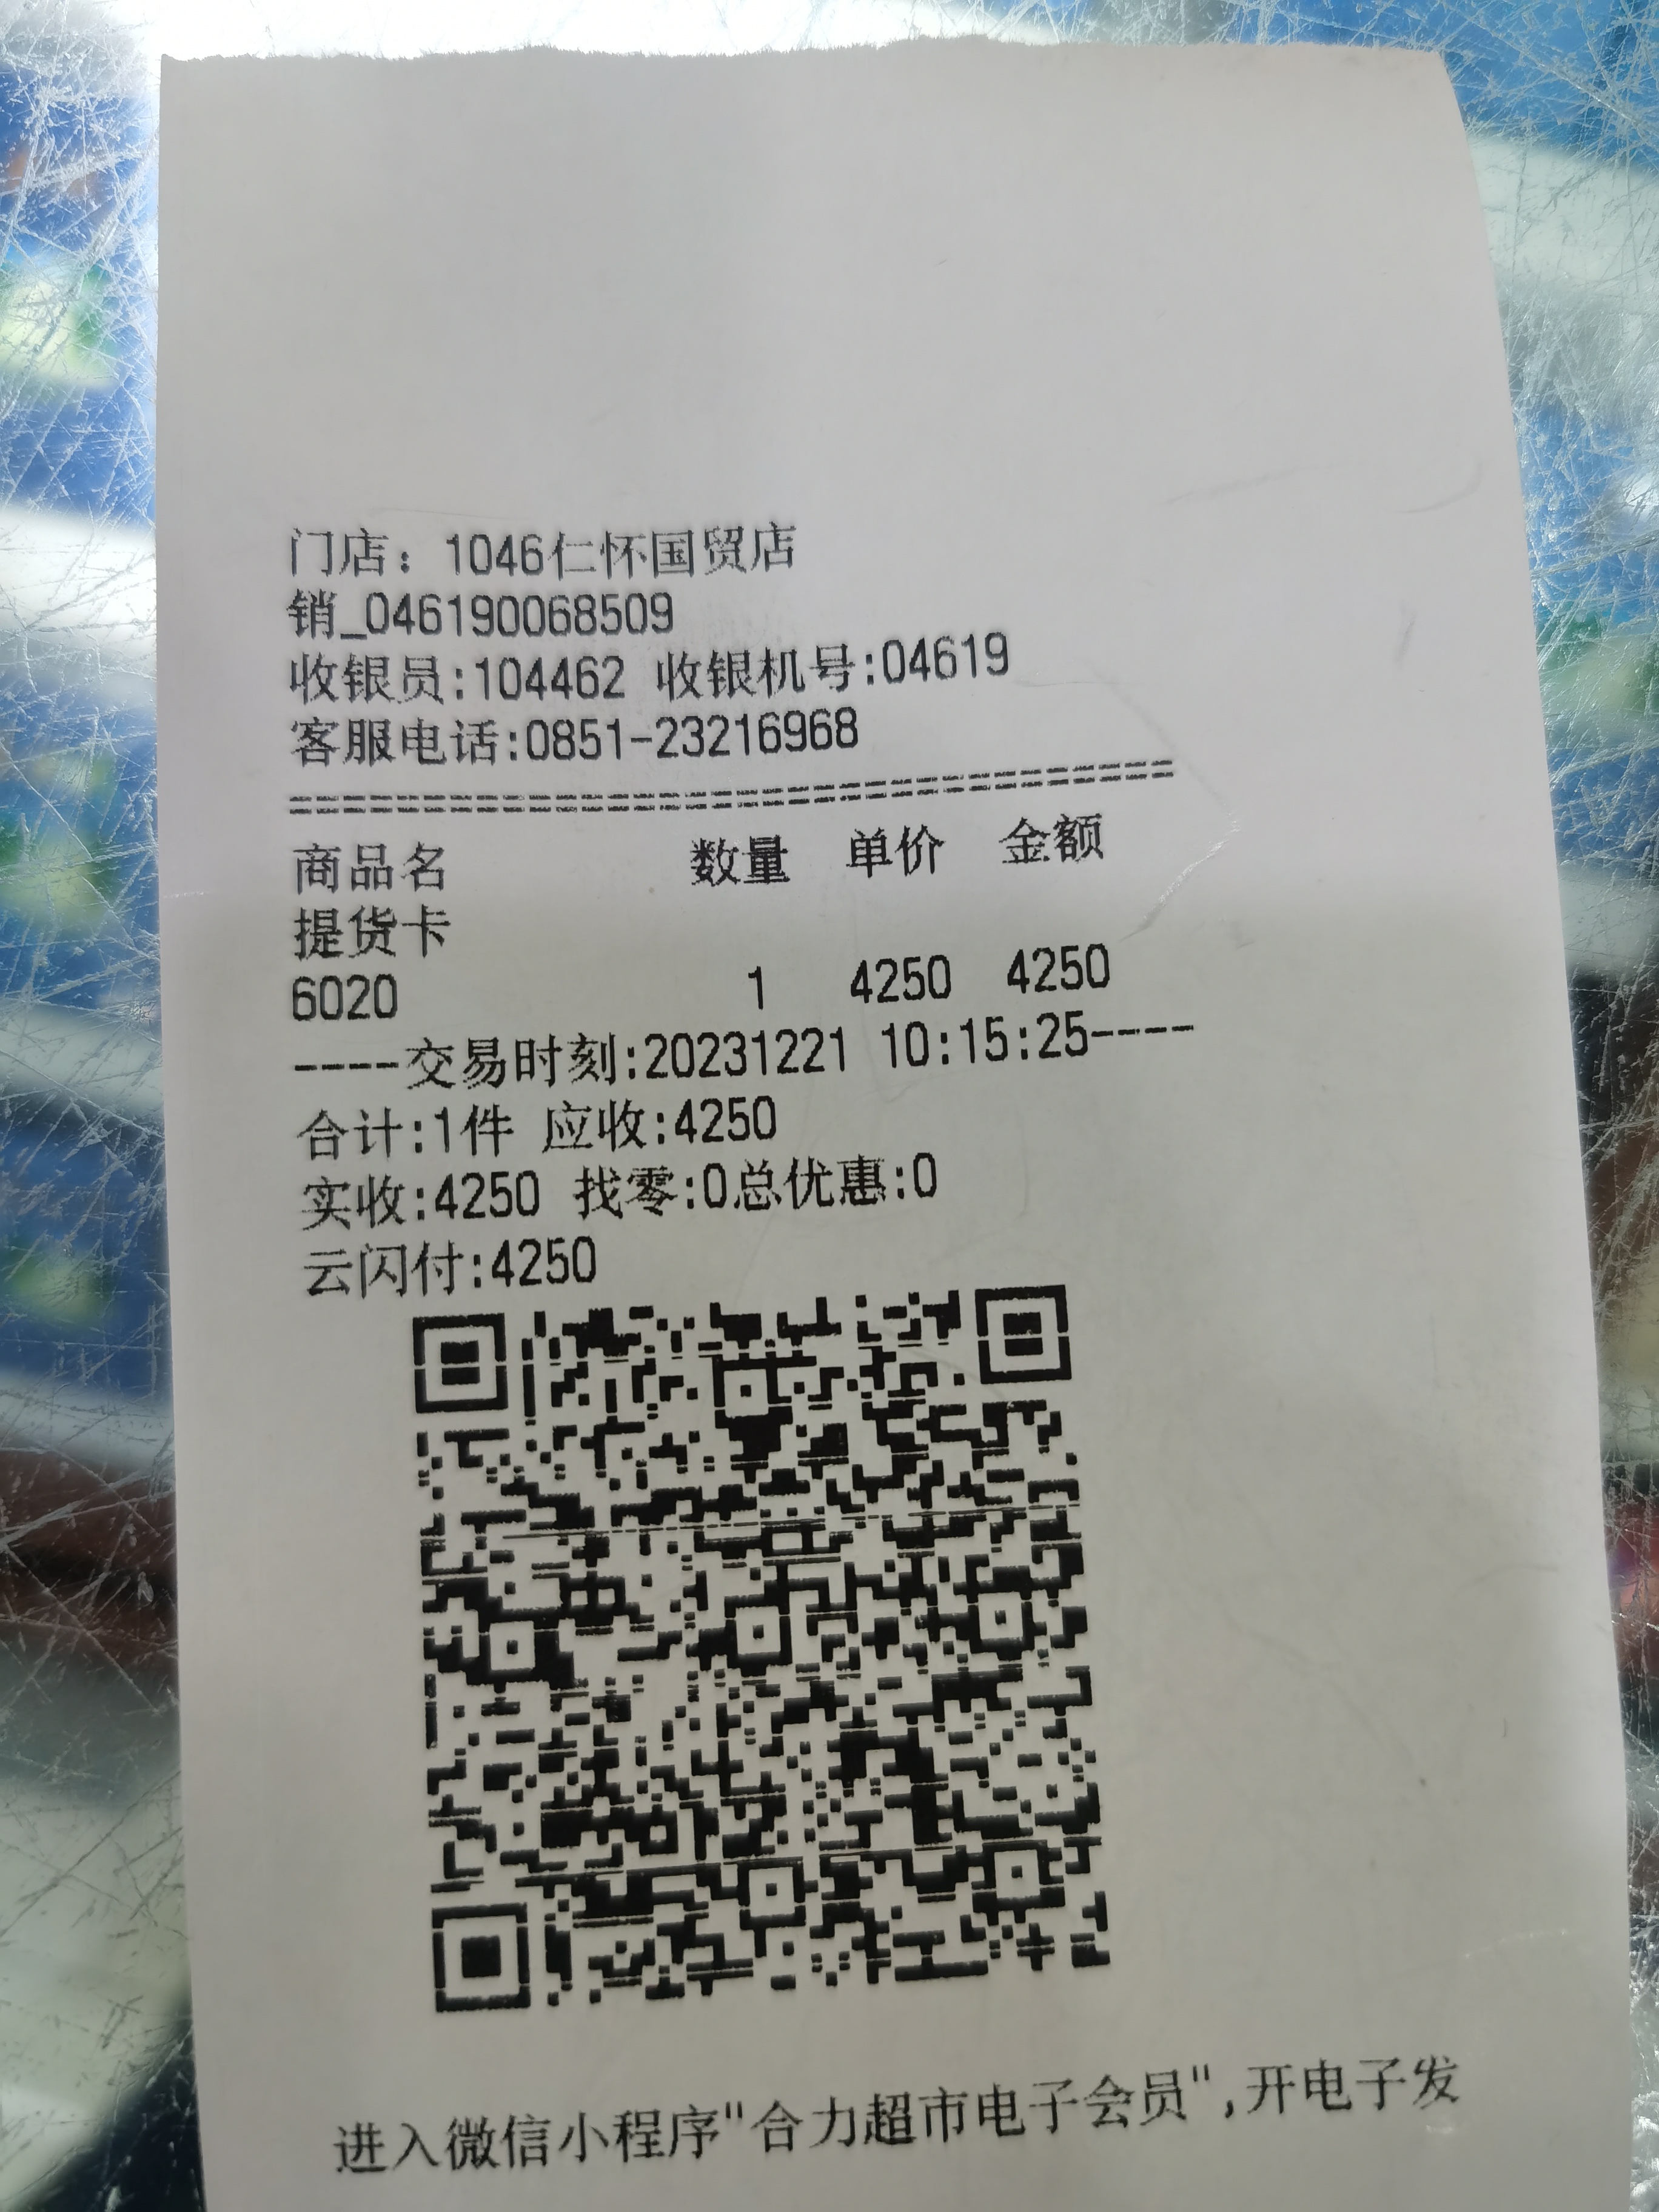 门店：1046仁怀国贸店
销_046190068509
收银员:104462 收银机号:04619
客服电话:0851-23216968
=================================
商品名 数量 单价 金额
提货卡
6020 1 4250 4250
----交易时刻:20231221 10:15:25----
合计:1件 应收:4250
实收:4250 找零:0总优惠:0
云闪付:4250
进入微信小程序"合力超市电子会员",开电子发